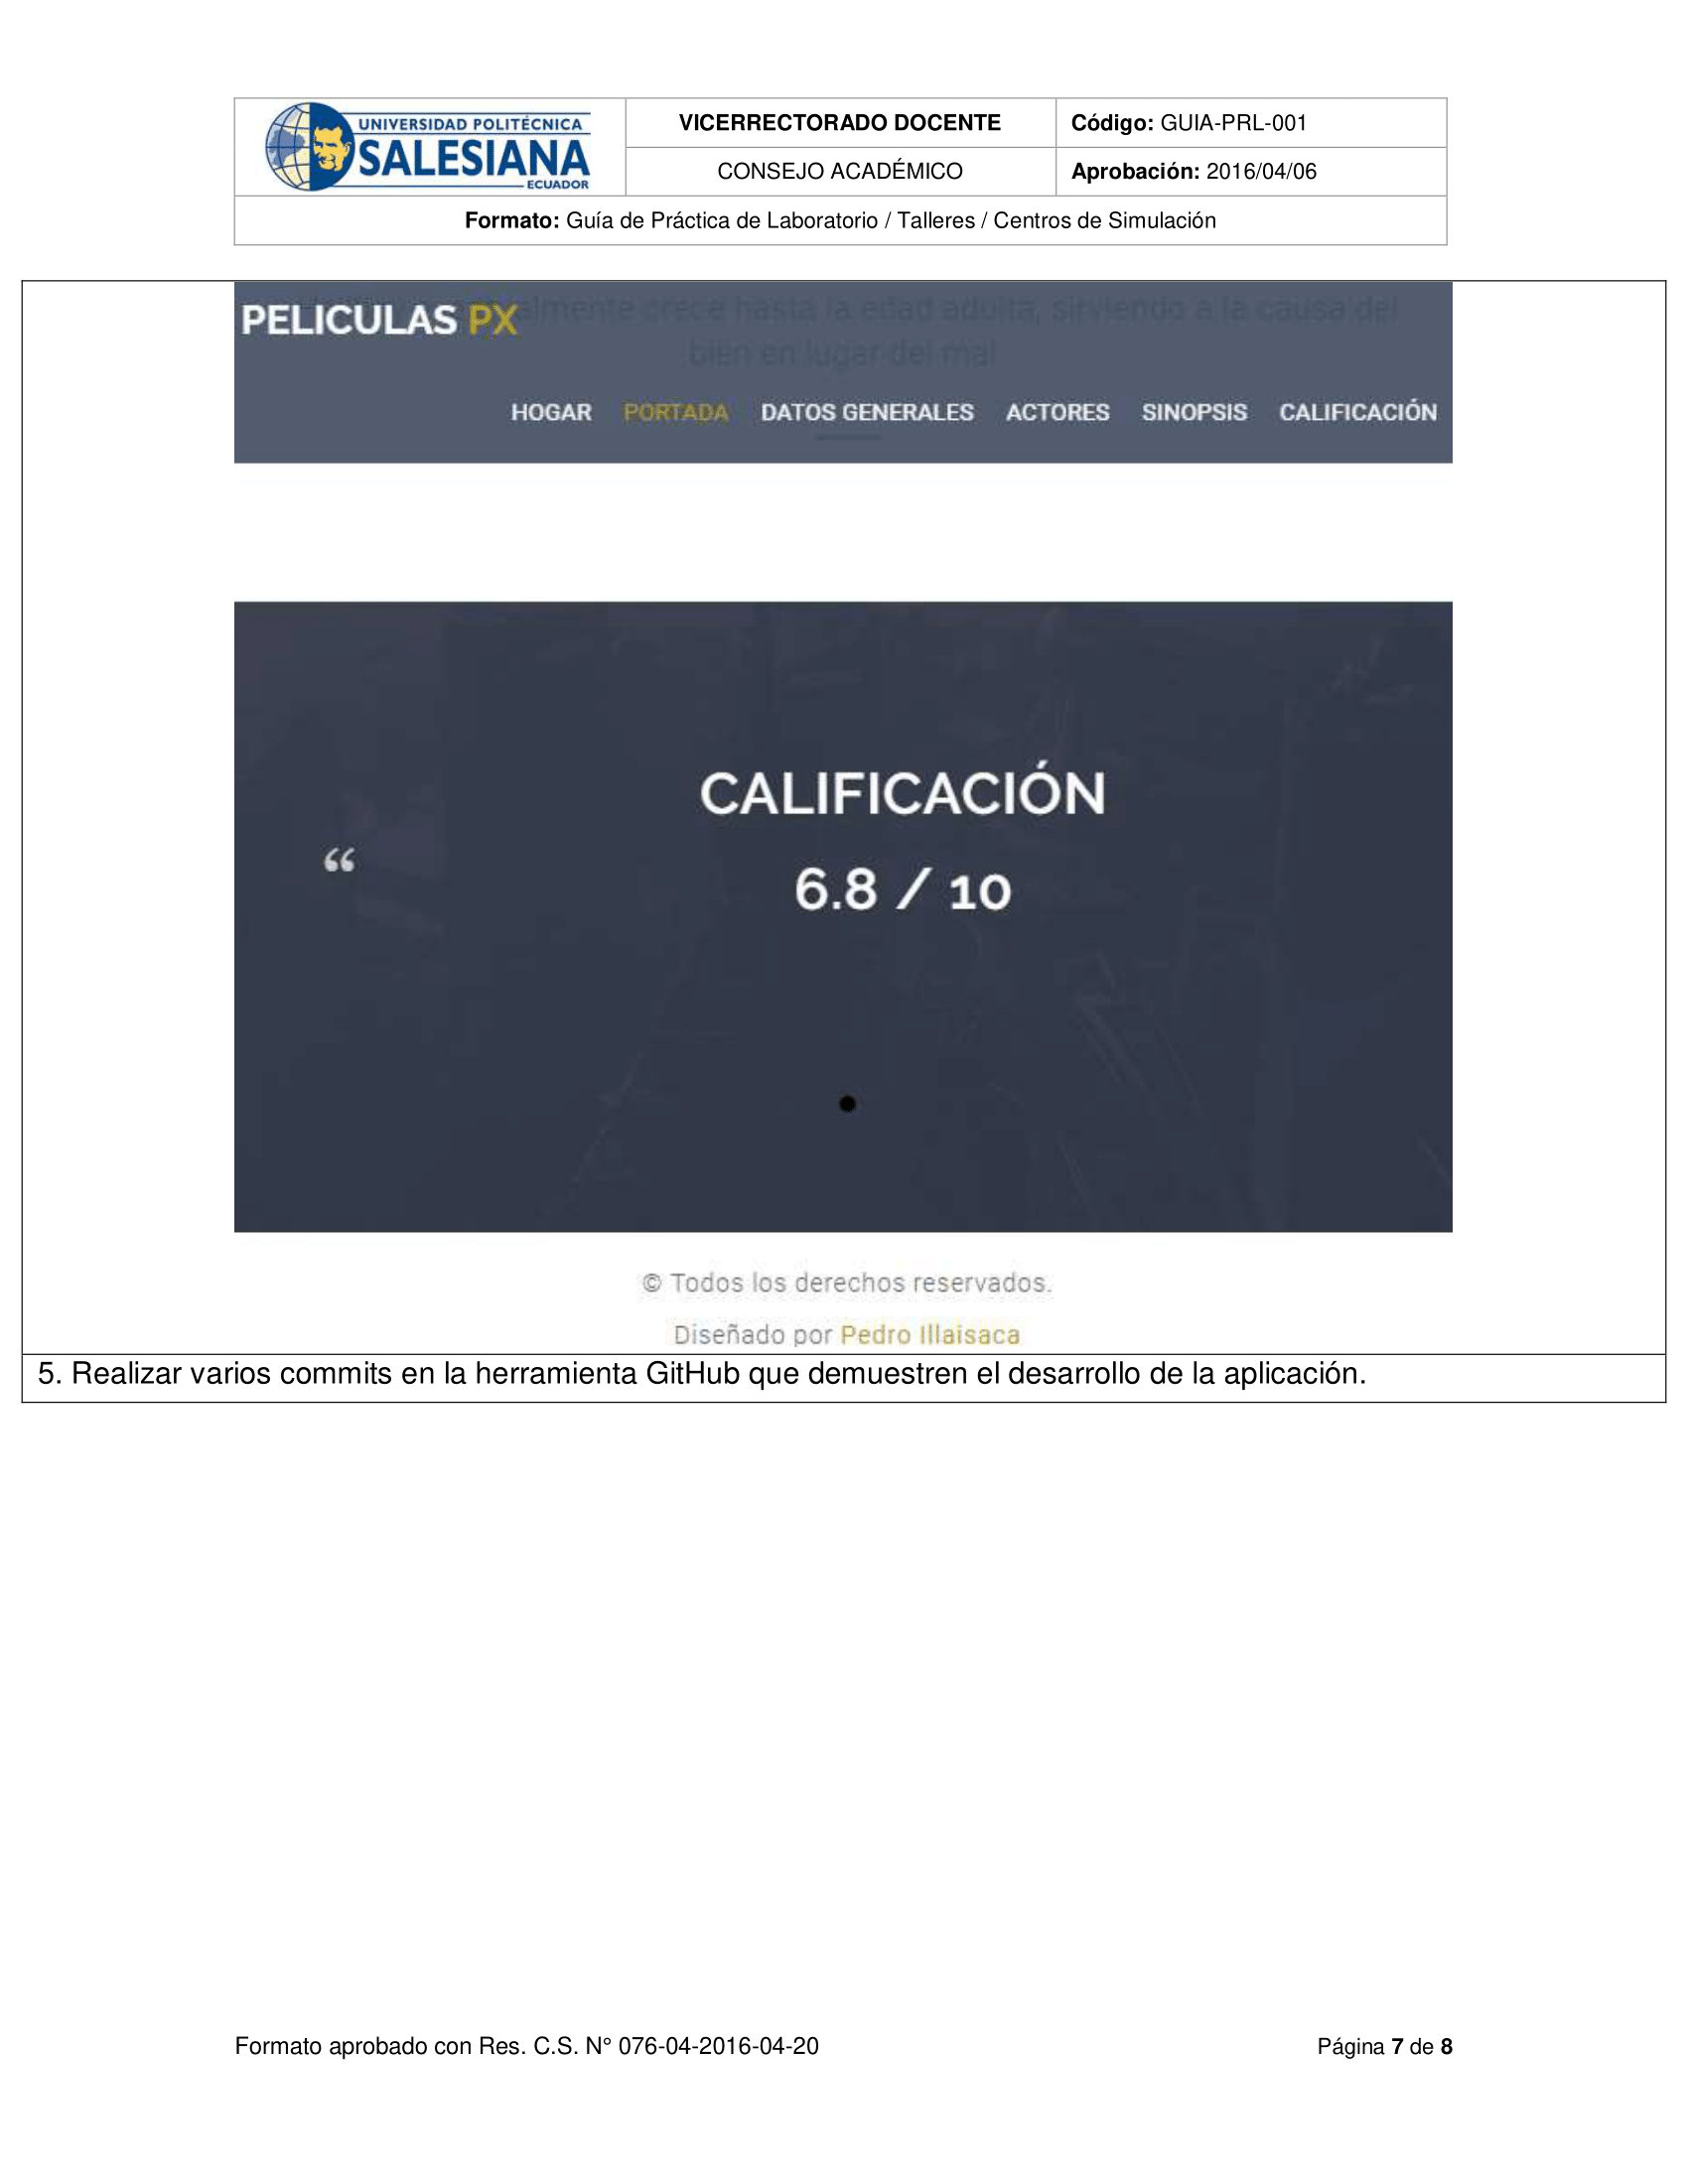 UNIVERSIDAD POLITÉCNICA
SALESIANA
ECUADOR
VICERRECTORADO DOCENTE
CONSEJO ACADÉMICO
Código: GUIA-PRL-001
Aprobación: 2016/04/06
Formato: Guía de Práctica de Laboratorio / Talleres / Centros de Simulación
almente crece hasta la edad adulta, sirviendo a la causa del
bien en lugar del mal
PELICULAS PX
HOGAR PORTADA DATOS GENERALES ACTORES SINOPSIS CALIFICACIÓN
CALIFICACIÓN
“
6.8 / 10
© Todos los derechos reservados.
Diseñado por Pedro Illaisaca
5. Realizar varios commits en la herramienta GitHub que demuestren el desarrollo de la aplicación.
Formato aprobado con Res. C.S. N° 076-04-2016-04-20
Página 7 de 8